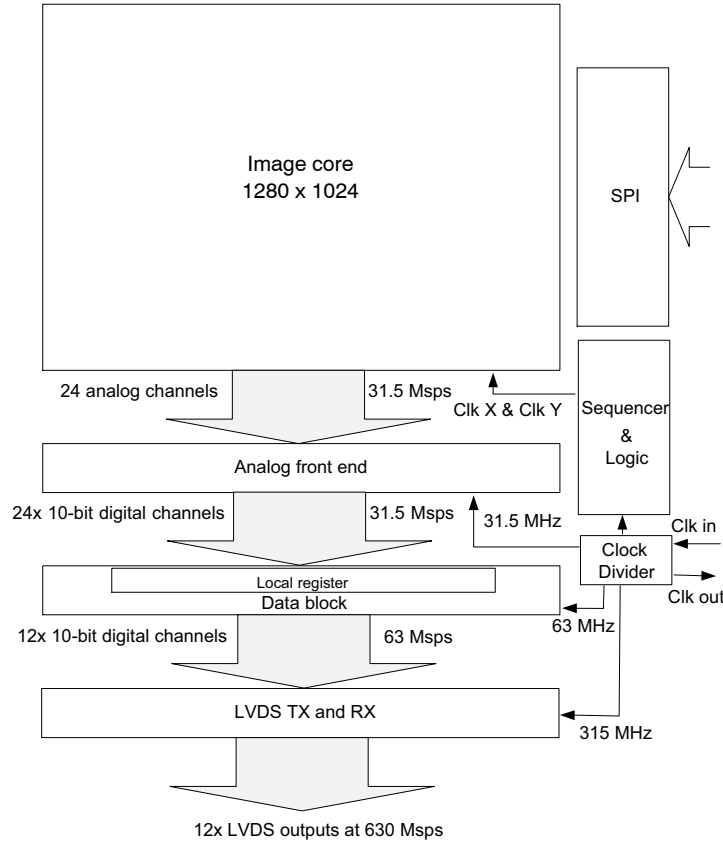 Image core
1280 x 1024
SPI
24 analog channels
31.5 Msps
Clk X & Clk Y
Sequencer
&
Logic
Analog front end
24x 10-bit digital channels
31.5 Msps
31.5 MHz
Clk in
Clock
Divider
Clk out
Local register
Data block
12x 10-bit digital channels
63 Msps
63 MHz
LVDS TX and RX
315 MHz
12x LVDS outputs at 630 Msps